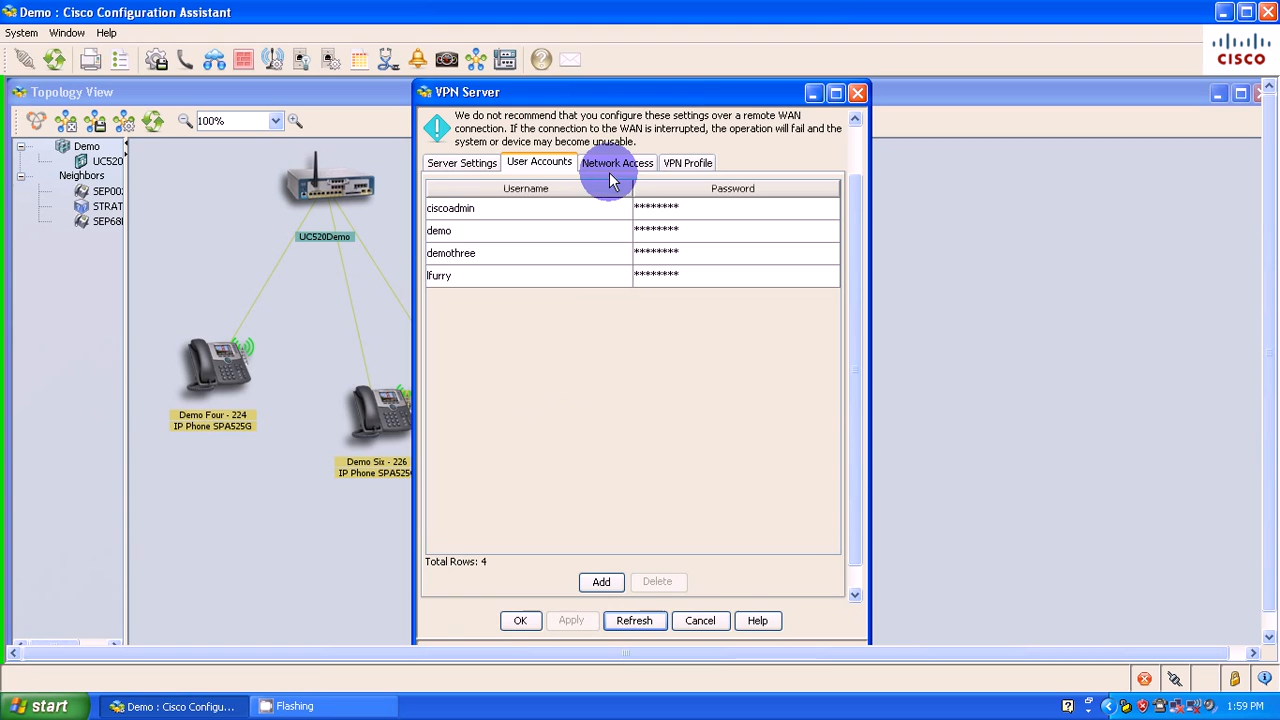 Demo : Cisco Configuration Assistant
System Window Help
CISCO
Topology View
100%
Demo
UC520
Neighbors
SEP002
STRAT
SEP68
UC520Demo
Demo Four - 224
IP Phone SPA525G
Demo Six - 226
IP Phone SPA525G
VPN Server
We do not recommend that you configure these settings over a remote WAN
connection. If the connection to the WAN is interrupted, the operation will fail and the
system or device may become unusable.
Server Settings User Accounts Network Access VPN Profile
Username Password
ciscoadmin ********
demo ********
demothree ********
lfurry ********
Total Rows: 4
Add Delete
OK Apply Refresh Cancel Help
start Demo : Cisco Configu... Flashing 1:59 PM